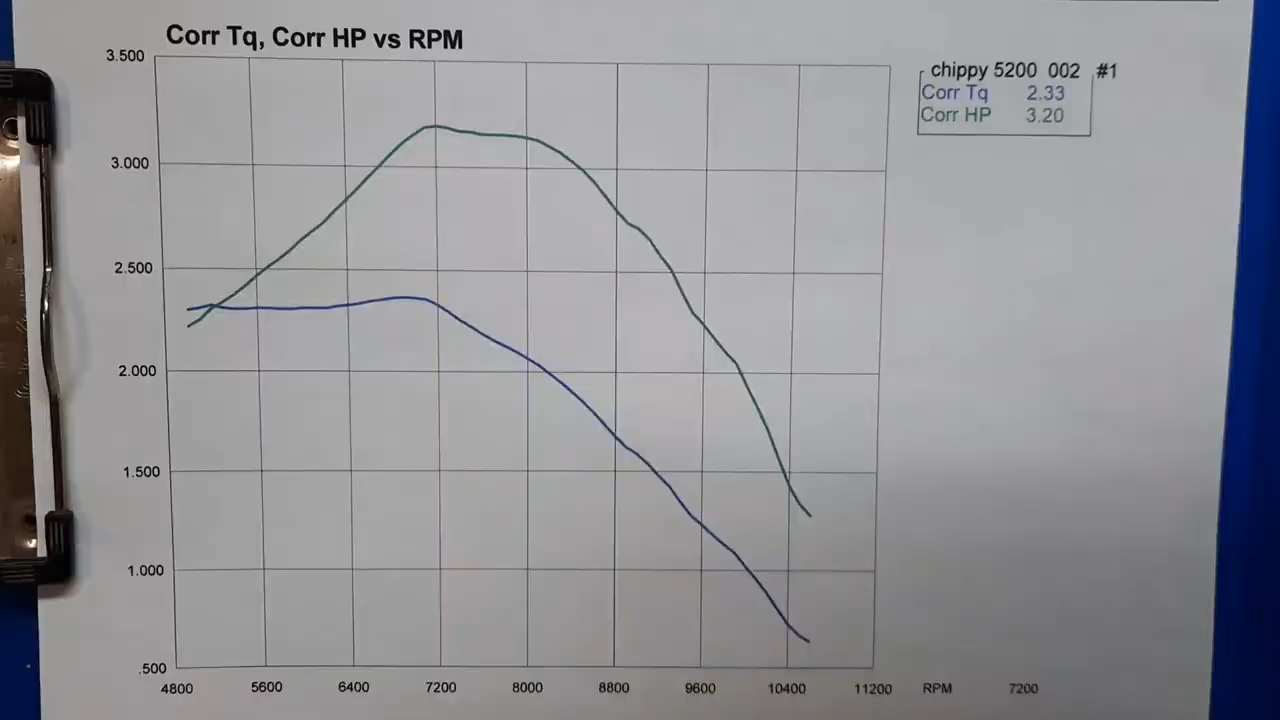 Corr Tq, Corr HP vs RPM
chippy 5200 002 #1
Corr Tq 2.33
Corr HP 3.20
3.500
3.000
2.500
2.000
1.500
1.000
.500
4800 5600 6400 7200 8000 8800 9600 10400 11200 RPM 7200